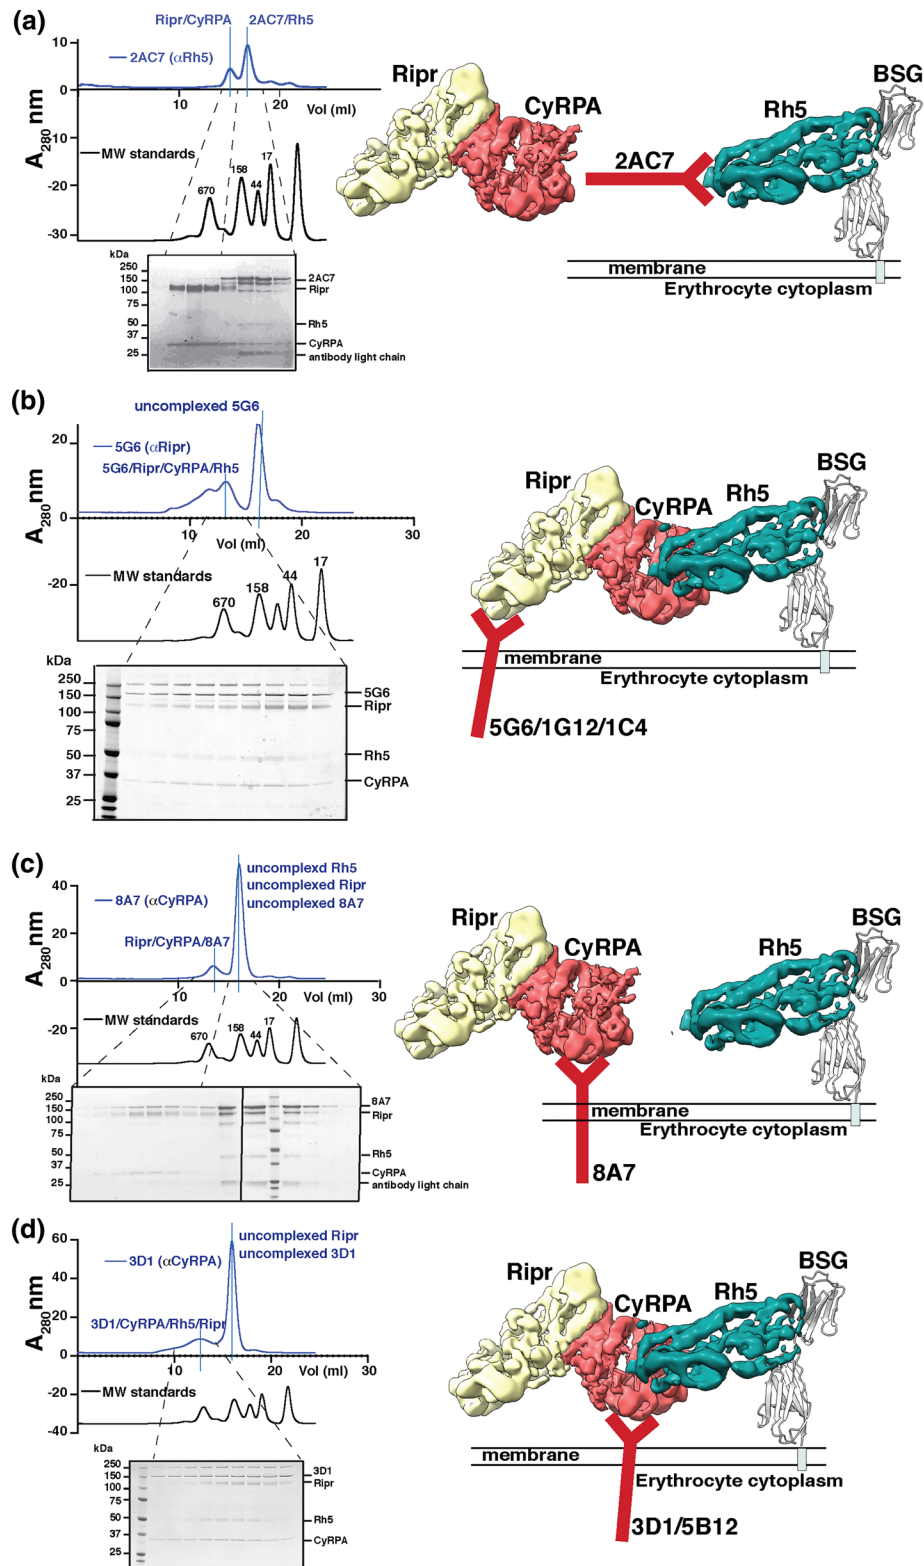 (a)
Ripr/CyRPA
2AC7/Rh5
10
2AC7 (αRh5)
0
10
20
Vol (ml)
A280nm
-10
-20
-30
MW standards
670
158
44
17
kDa
250
150
100
75
50
37
25
2AC7
Ripr
Rh5
CyRPA
antibody light chain
Ripr
CyRPA
2AC7
Rh5
BSG
membrane
Erythrocyte cytoplasm
(b)
uncomplexed 5G6
20
5G6 (αRipr)
5G6/Ripr/CyRPA/Rh5
0
10
20
30
Vol (ml)
A280nm
-20
MW standards
670
158
44
17
kDa
250
150
100
75
50
37
25
5G6
Ripr
Rh5
CyRPA
Ripr
CyRPA
Rh5
BSG
membrane
Erythrocyte cytoplasm
5G6/1G12/1C4
(c)
uncomplexd Rh5
uncomplexed Ripr
uncomplexed 8A7
40
8A7 (αCyRPA)
20
Ripr/CyRPA/8A7
0
10
20
30
Vol (ml)
A280nm
-20
MW standards
670
158
44
17
kDa
250
150
100
75
50
37
25
8A7
Ripr
Rh5
CyRPA
antibody light chain
Ripr
CyRPA
Rh5
BSG
membrane
Erythrocyte cytoplasm
8A7
(d)
uncomplexed Ripr
uncomplexed 3D1
60
3D1 (αCyRPA)
40
20
3D1/CyRPA/Rh5/Ripr
0
10
20
30
Vol (ml)
A280nm
-20
-40
MW standards
kDa
250
150
100
75
50
37
25
3D1
Ripr
Rh5
CyRPA
Ripr
CyRPA
Rh5
BSG
membrane
Erythrocyte cytoplasm
3D1/5B12